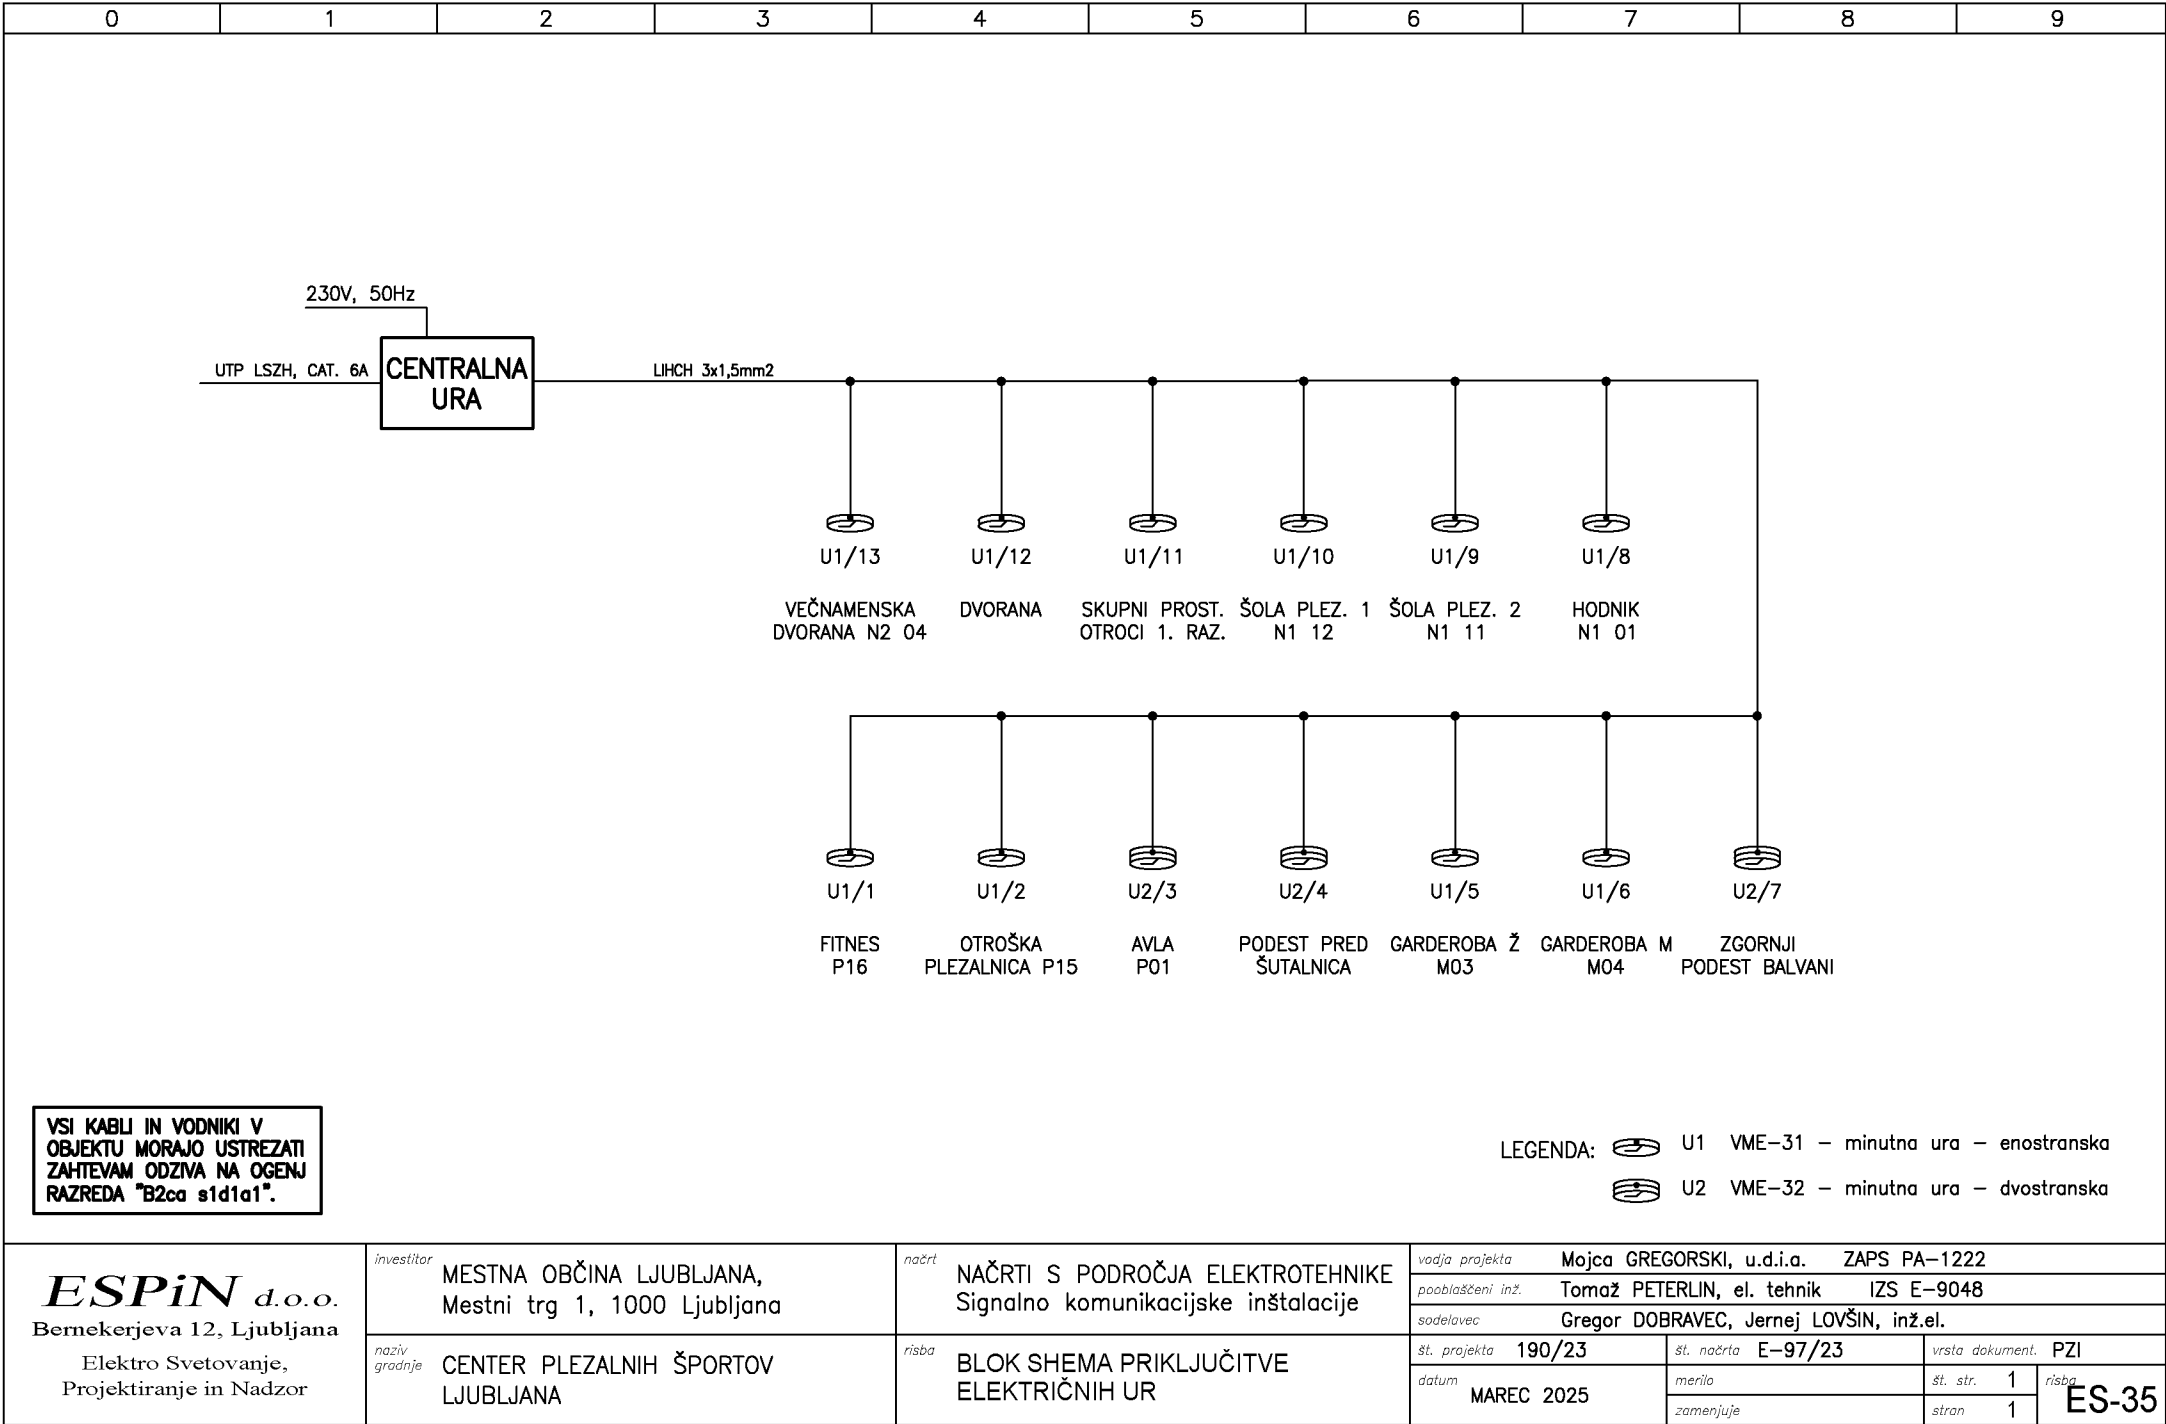 0 1 2 3 4 5 6 7 8 9
230V, 50Hz
UTP LSZH, CAT. 6A
CENTRALNA
URA
LIHCH 3x1,5mm2
U1/13 U1/12 U1/11 U1/10 U1/9 U1/8
VEČNAMENSKA
DVORANA N2 04
DVORANA
SKUPNI PROST.
OTROCI 1. RAZ.
ŠOLA PLEZ. 1
N1 12
ŠOLA PLEZ. 2
N1 11
HODNIK
N1 01
U1/1 U1/2 U2/3 U2/4 U1/5 U1/6 U2/7
FITNES
P16
OTROŠKA
PLEZALNICA P15
AVLA
P01
PODEST PRED
ŠUTALNICA
GARDEROBA Ž
M03
GARDEROBA M
M04
ZGORNJI
PODEST BALVANI
VSI KABLI IN VODNIKI V
OBJEKTU MORAJO USTREZATI
ZAHTEVAM ODZIVA NA OGENJ
RAZREDA "B2ca s1d1a1".
LEGENDA: U1 VME-31 - minutna ura - enostranska
U2 VME-32 - minutna ura - dvostranska
ESPiN d.o.o.
Bernekerjeva 12, Ljubljana
Elektro Svetovanje,
Projektiranje in Nadzor
investitor
MESTNA OBČINA LJUBLJANA,
Mestni trg 1, 1000 Ljubljana
naziv
gradnje
CENTER PLEZALNIH ŠPORTOV
LJUBLJANA
načrt
NAČRTI S PODROČJA ELEKTROTEHNIKE
Signalno komunikacijske inštalacije
risba
BLOK SHEMA PRIKLJUČITVE
ELEKTRIČNIH UR
vodja projekta Mojca GREGORSKI, u.d.i.a. ZAPS PA-1222
pooblaščeni inž. Tomaž PETERLIN, el. tehnik IZS E-9048
sodelavec Gregor DOBRAVEC, Jernej LOVŠIN, inž.el.
št. projekta 190/23 št. načrta E-97/23 vrsta dokument. PZI
datum MAREC 2025
merilo
zamenjuje
št. str. 1
stran 1
risba ES-35